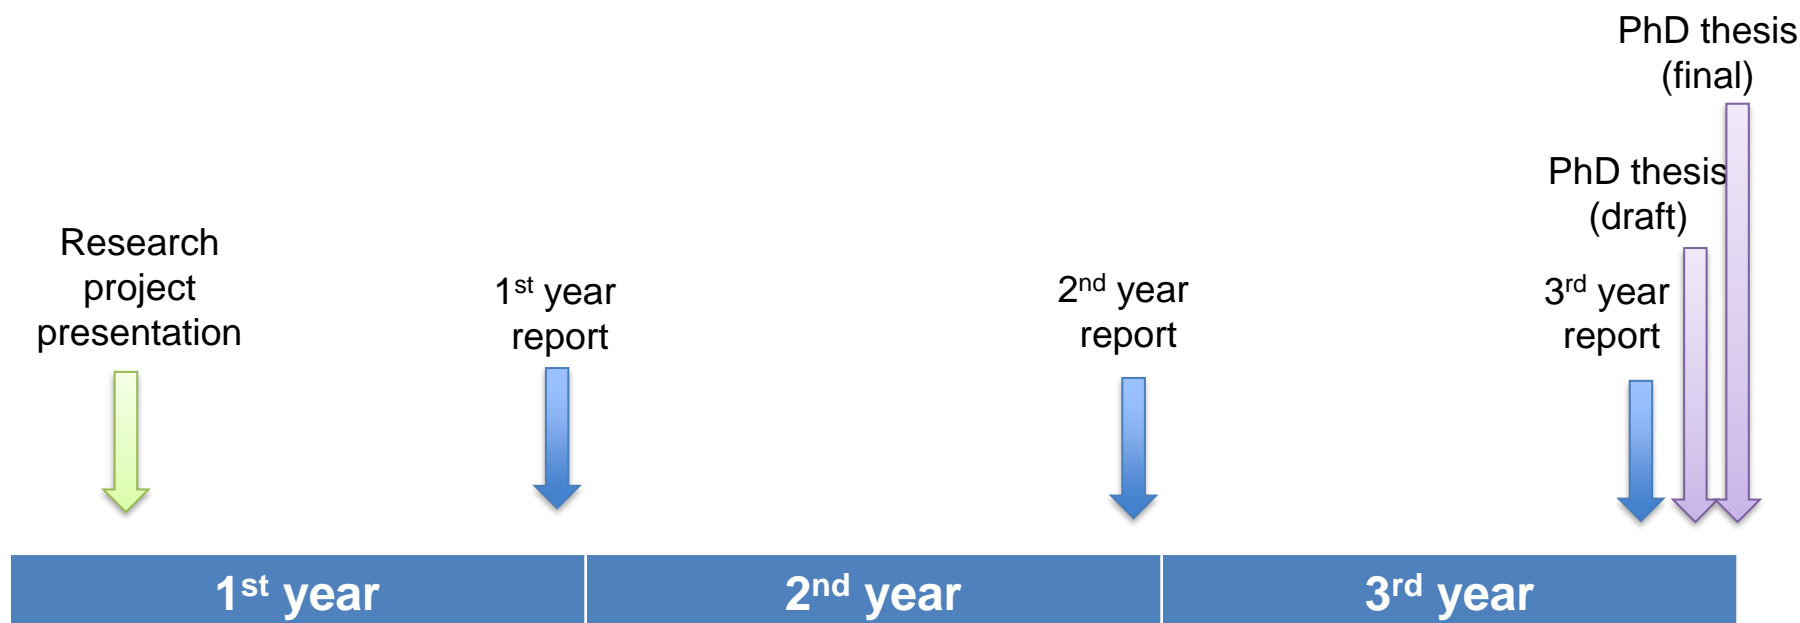 PhD thesis
(final)
PhD thesis
(draft)
Research
project
presentation
1st year
report
2nd year
report
3rd year
report
1st year
2nd year
3rd year